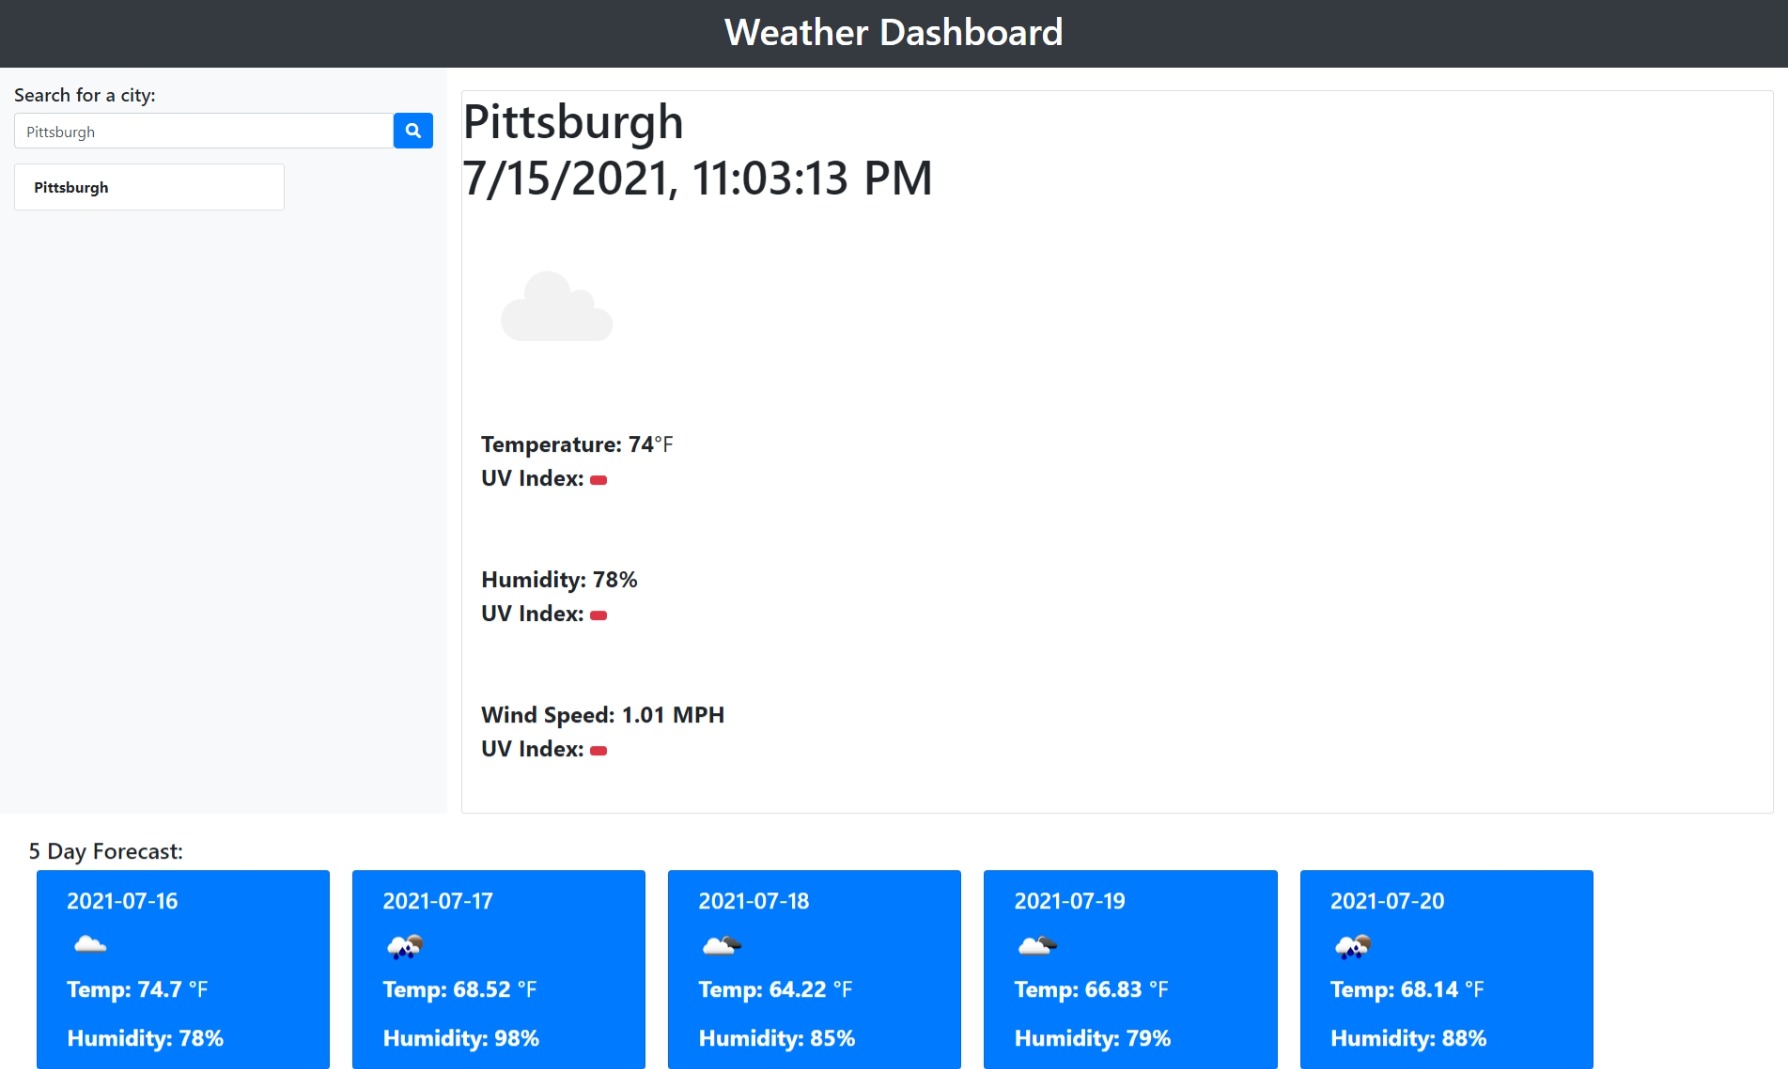 Weather Dashboard
Search for a city:
Pittsburgh
Pittsburgh
Pittsburgh
7/15/2021, 11:03:13 PM
Temperature: 74°F
UV Index:
Humidity: 78%
UV Index:
Wind Speed: 1.01 MPH
UV Index:
5 Day Forecast:
2021-07-16
Temp: 74.7 °F
Humidity: 78%
2021-07-17
Temp: 68.52 °F
Humidity: 98%
2021-07-18
Temp: 64.22 °F
Humidity: 85%
2021-07-19
Temp: 66.83 °F
Humidity: 79%
2021-07-20
Temp: 68.14 °F
Humidity: 88%